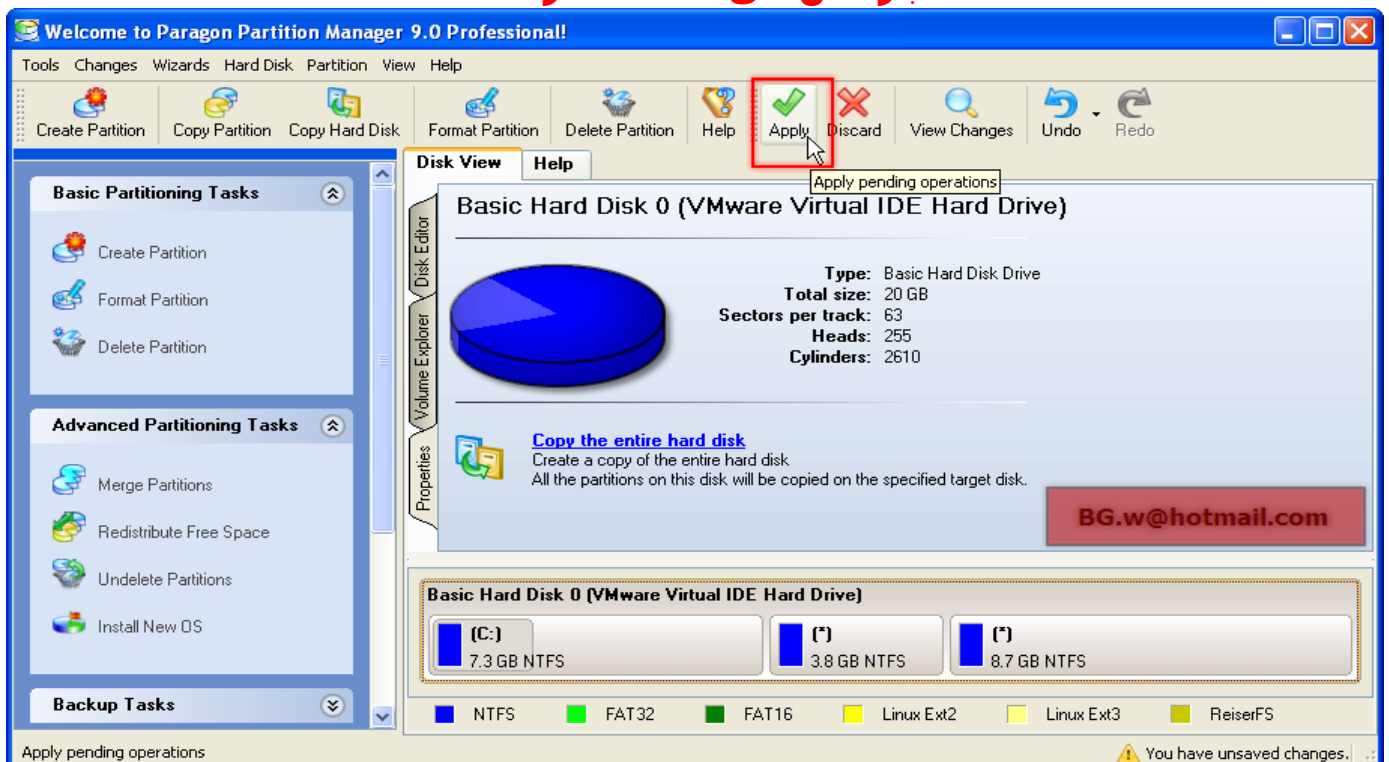 Welcome to Paragon Partition Manager 9.0 Professional!
Tools Changes Wizards Hard Disk Partition View Help
Create Partition Copy Partition Copy Hard Disk Format Partition Delete Partition Help Apply Discard View Changes Undo Redo
Disk View Help
Apply pending operations
Basic Partitioning Tasks
Create Partition
Format Partition
Delete Partition
Advanced Partitioning Tasks
Merge Partitions
Redistribute Free Space
Undelete Partitions
Install New OS
Backup Tasks
Disk Editor
Volume Explorer
Properties
Basic Hard Disk 0 (VMware Virtual IDE Hard Drive)
Type: Basic Hard Disk Drive
Total size: 20 GB
Sectors per track: 63
Heads: 255
Cylinders: 2610
Copy the entire hard disk
Create a copy of the entire hard disk
All the partitions on this disk will be copied on the specified target disk.
BG.w@hotmail.com
Basic Hard Disk 0 (VMware Virtual IDE Hard Drive)
(C:)
7.3 GB NTFS
(*)
3.8 GB NTFS
(*)
8.7 GB NTFS
NTFS FAT32 FAT16 Linux Ext2 Linux Ext3 ReiserFS
Apply pending operations
You have unsaved changes.